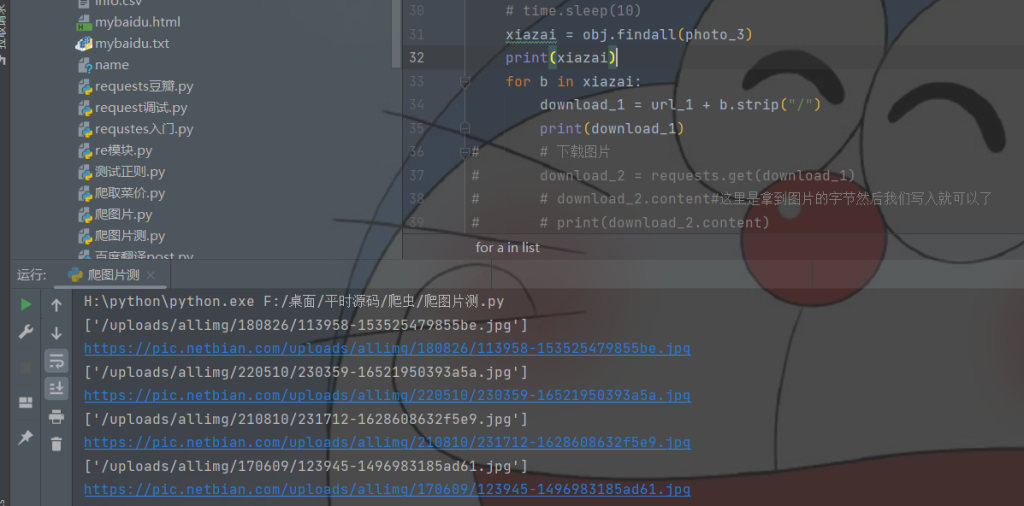 info.csv
mybaidu.html
mybaidu.txt
name
requests豆瓣.py
request调试.py
requstes入门.py
re模块.py
测试正则.py
爬取菜价.py
爬图片.py
爬图片测.py
百度翻译post.py
30 # time.sleep(10)
31 xiazai = obj.findall(photo_3)
32 print(xiazai)
33 for b in xiazai:
34 download_1 = url_1 + b.strip("/")
35 print(download_1)
36 # # 下载图片
37 # download_2 = requests.get(download_1)
38 # # download_2.content#这里是拿到图片的字节然后我们写入就可以了
39 # # print(download_2.content)
for a in list
运行: 爬图片测
H:\python\python.exe F:/桌面/平时源码/爬虫/爬图片测.py
['/uploads/allimg/180826/113958-153525479855be.jpg']
https://pic.netbian.com/uploads/allimg/180826/113958-153525479855be.jpg
['/uploads/allimg/220510/230359-16521950393a5a.jpg']
https://pic.netbian.com/uploads/allimg/220510/230359-16521950393a5a.jpg
['/uploads/allimg/210810/231712-1628608632f5e9.jpg']
https://pic.netbian.com/uploads/allimg/210810/231712-1628608632f5e9.jpg
['/uploads/allimg/170609/123945-1496983185ad61.jpg']
https://pic.netbian.com/uploads/allimg/170609/123945-1496983185ad61.jpg